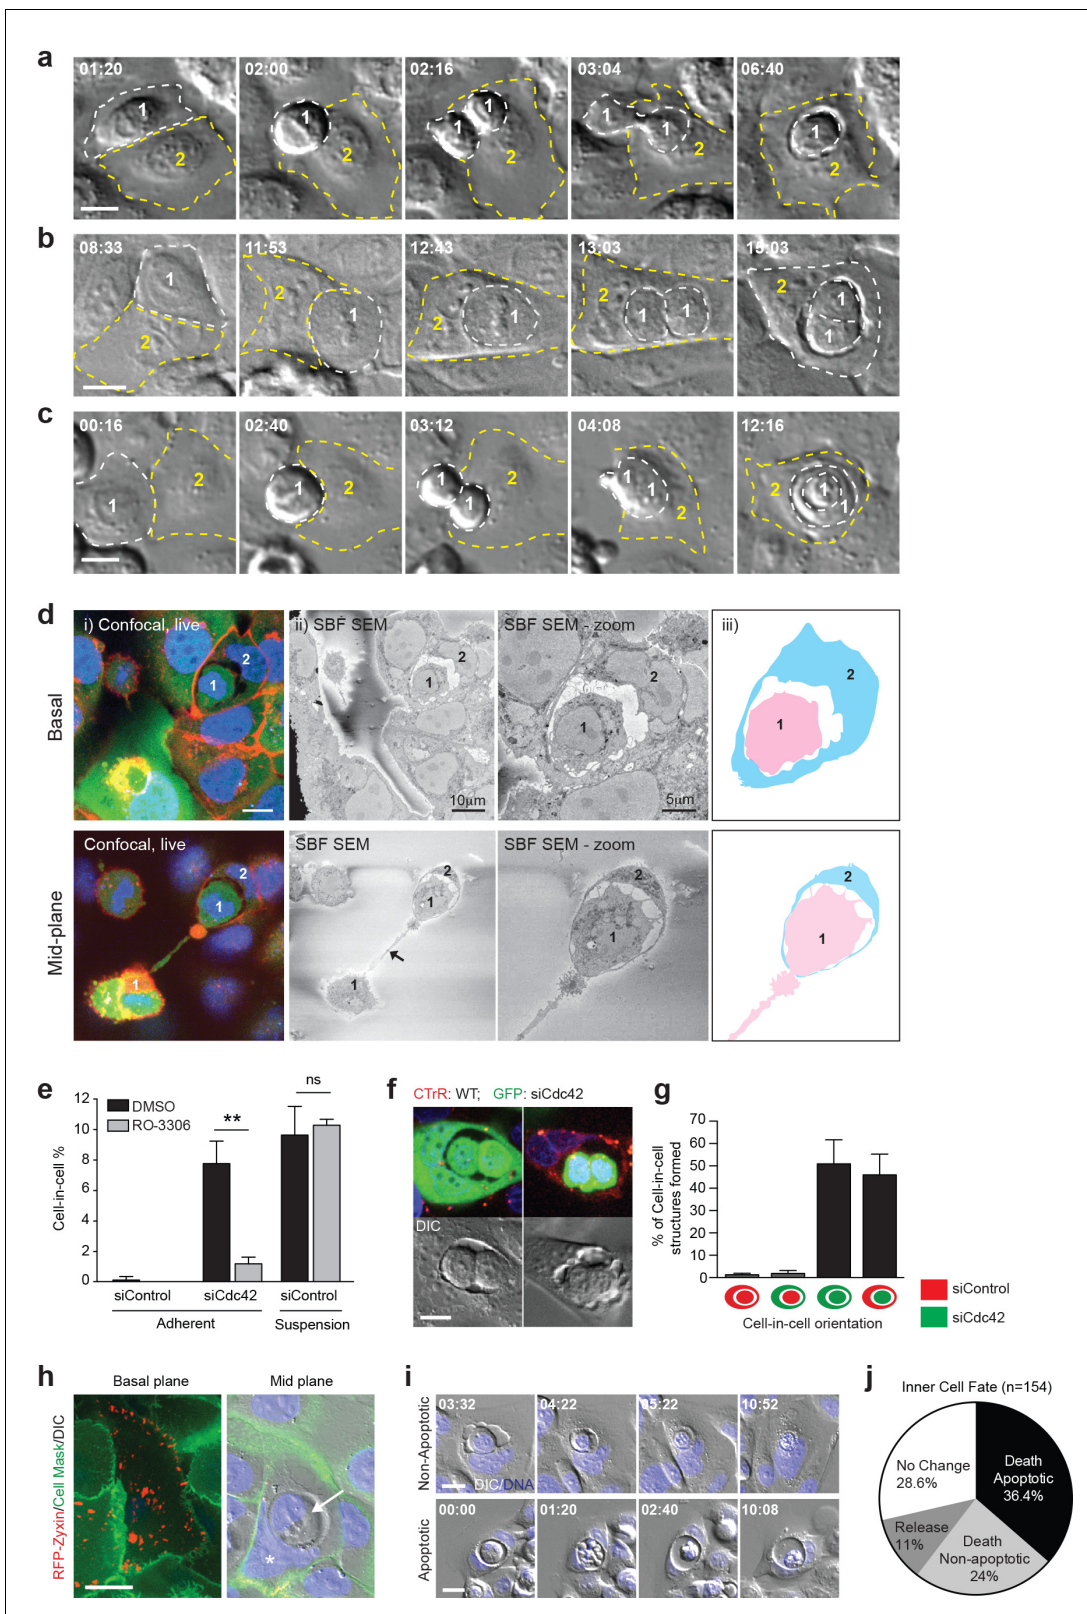 a
01:20 02:00 02:16 03:04 06:40
1 1 1 1 1 1 1
2 2 2 2 2
b
08:33 11:53 12:43 13:03 15:03
1 1 1 1 1 1 1
2 2 2 2 2
c
00:16 02:40 03:12 04:08 12:16
1 1 1 1 1 1 1 1
2 2 2 2 2
d
i) Confocal, live ii) SBF SEM SBF SEM - zoom iii)
Basal
2 2 2 2
1 1 1 1
10µm 5µm
Confocal, live SBF SEM SBF SEM - zoom
Mid-plane
2 2 2 2
1 1 1 1
1 1
e
Cell-in-cell %
12
10
8
6
4
2
0
DMSO
RO-3306
**
ns
siControl siCdc42 siControl
Adherent Suspension
f
CTrR: WT; GFP: siCdc42
DIC
g
% of Cell-in-cell
structures formed
70
60
50
40
30
20
10
0
Cell-in-cell orientation
siControl
siCdc42
h
Basal plane Mid plane
RFP-Zyxin/Cell Mask/DIC
*
i
Non-Apoptotic
03:32 04:22 05:22 10:52
DIC/DNA
Apoptotic
00:00 01:20 02:40 10:08
j
Inner Cell Fate (n=154)
No Change
28.6%
Death
Apoptotic
36.4%
Release
11%
Death
Non-apoptotic
24%